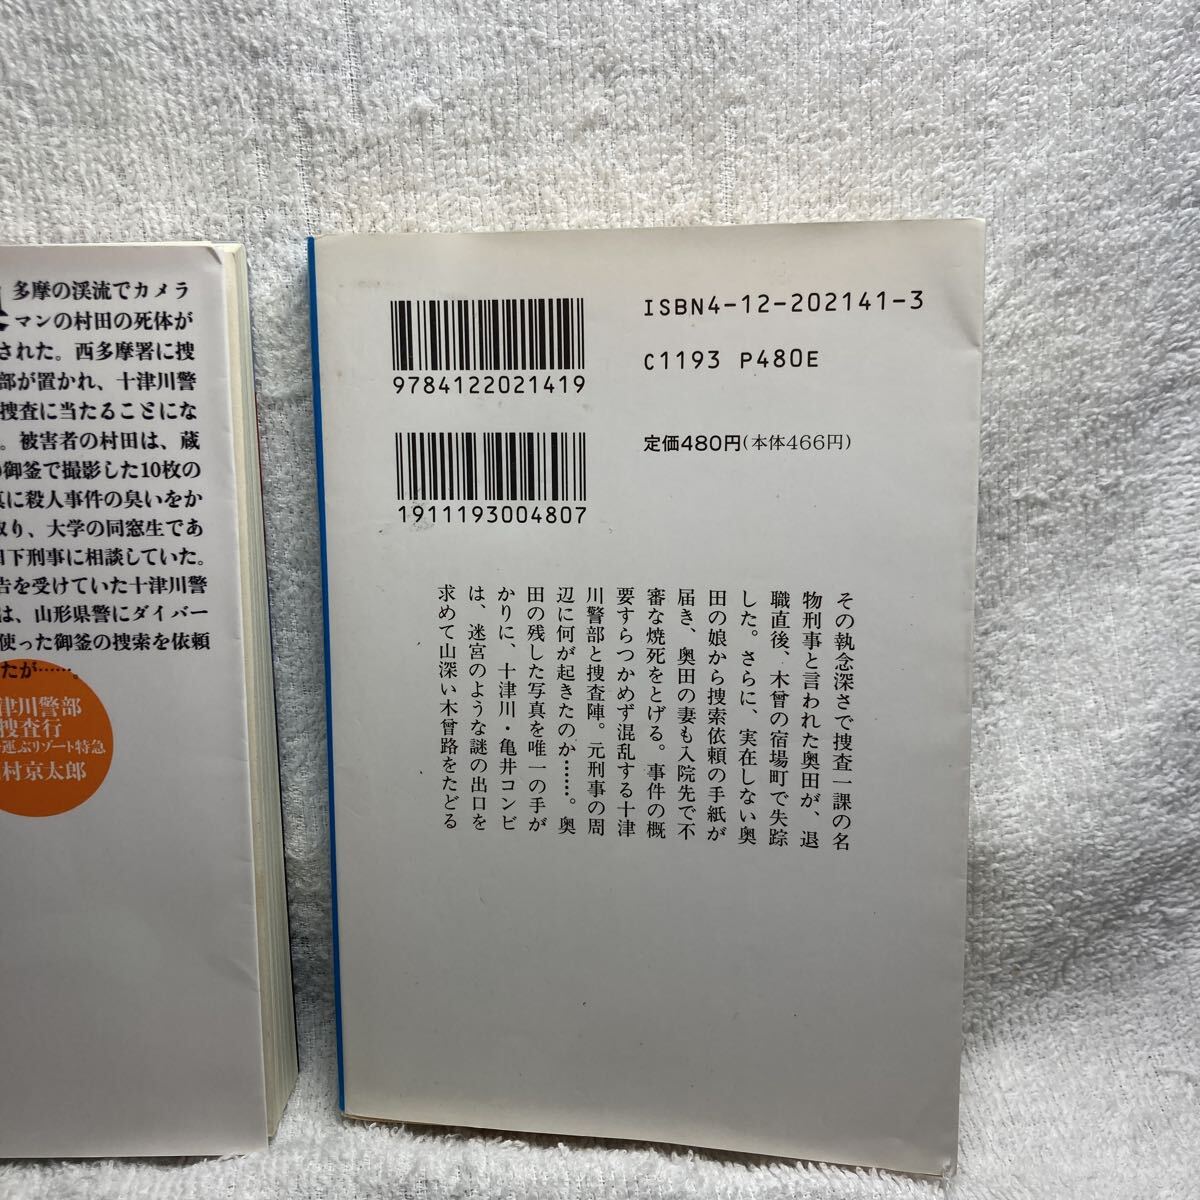 多摩の渓流でカメラ
マンの村田の死体が
された。西多摩署に捜
部が置かれ、十津川警
捜査に当たることにな
。被害者の村田は、蔵
の御釜で撮影した10枚の
真に殺人事件の臭いをか
取り、大学の同窓生であ
日下刑事に相談していた。
告を受けていた十津川警
は、山形県警にダイバー
使った御釜の捜索を依頼
たが……。
津川警部
捜査行
運ぶリゾート特急
村京太郎
9784122021419
1911193004807
ISBN4-12-202141-3
C1193 P480E
定価480円(本体466円)
その執念深さで捜査一課の名
物刑事と言われた奥田が、退
職直後、木曾の宿場町で失踪
した。さらに、実在しない奥
田の娘から捜索依頼の手紙が
届き、奥田の妻も入院先で不
審な焼死をとげる。事件の概
要すらつかめず混乱する十津
川警部と捜査陣。元刑事の周
辺に何が起きたのか……。奥
田の残した写真を唯一の手が
かりに、十津川・亀井コンビ
は、迷宮のような謎の出口を
求めて山深い木曾路をたどる